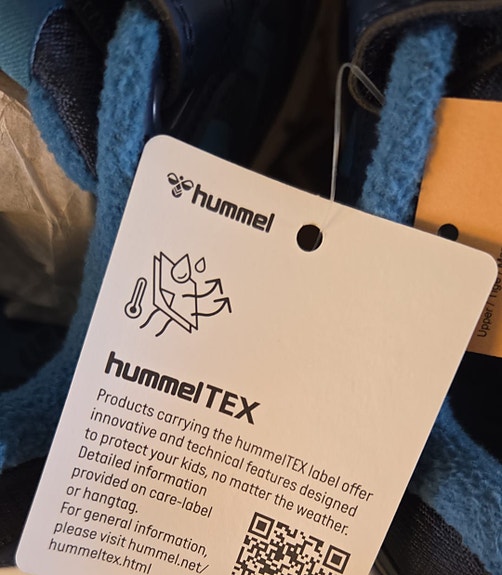 hummel
hummelTEX
Products carrying the hummelTEX label offer
innovative and technical features designed
to protect your kids, no matter the weather.
Detailed information
provided on care-label
or hangtag.
For general information,
please visit hummel.net/
hummeltex.html
Upper /